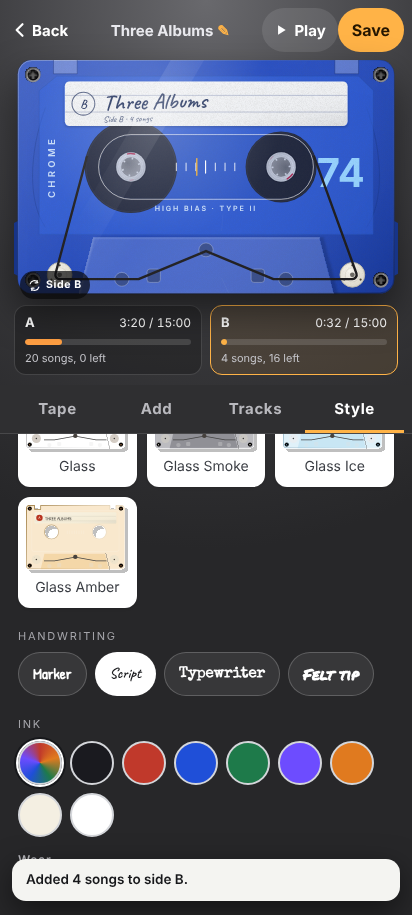 Back
Three Albums ✎
Play
Save
B
Three Albums
Side B · 4 songs
CHROME
74
HIGH BIAS · TYPE II
Side B
A 3:20 / 15:00
20 songs, 0 left
B 0:32 / 15:00
4 songs, 16 left
Tape
Add
Tracks
Style
Glass
Glass Smoke
Glass Ice
THREE ALBUMS
Glass Amber
HANDWRITING
Marker
Script
Typewriter
FELT TIP
INK
Added 4 songs to side B.